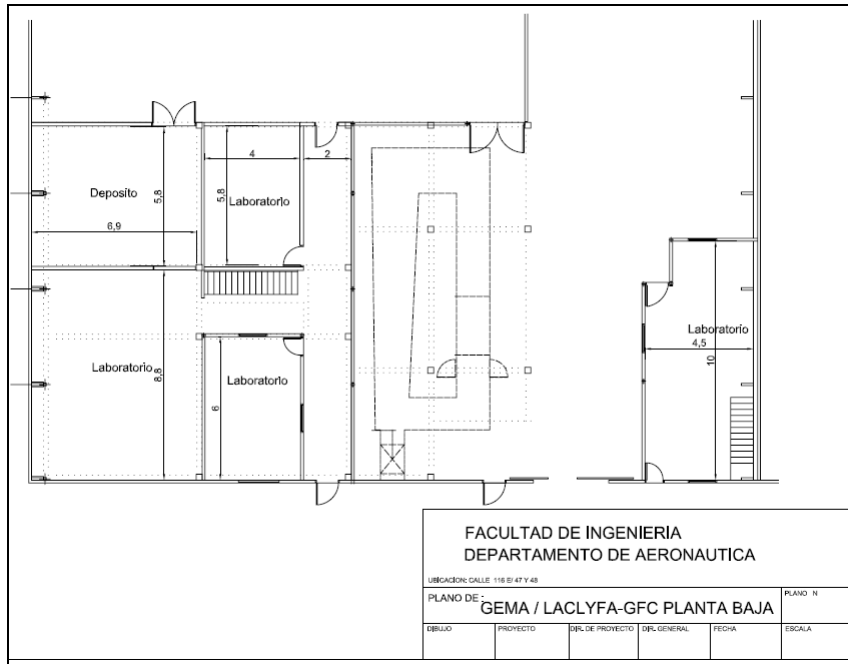 4
2
Deposito
5,8
5,8
Laboratorio
6,9
Laboratorio
4,5
10
Laboratorio
8,8
Laboratorio
6
FACULTAD DE INGENIERIA
DEPARTAMENTO DE AERONAUTICA
UBICACION: CALLE 116 E/ 47 Y 48
PLANO DE :
GEMA / LACLYFA-GFC PLANTA BAJA
PLANO N
DIBUJO
PROYECTO
DIR. DE PROYECTO
DIR. GENERAL
FECHA
ESCALA